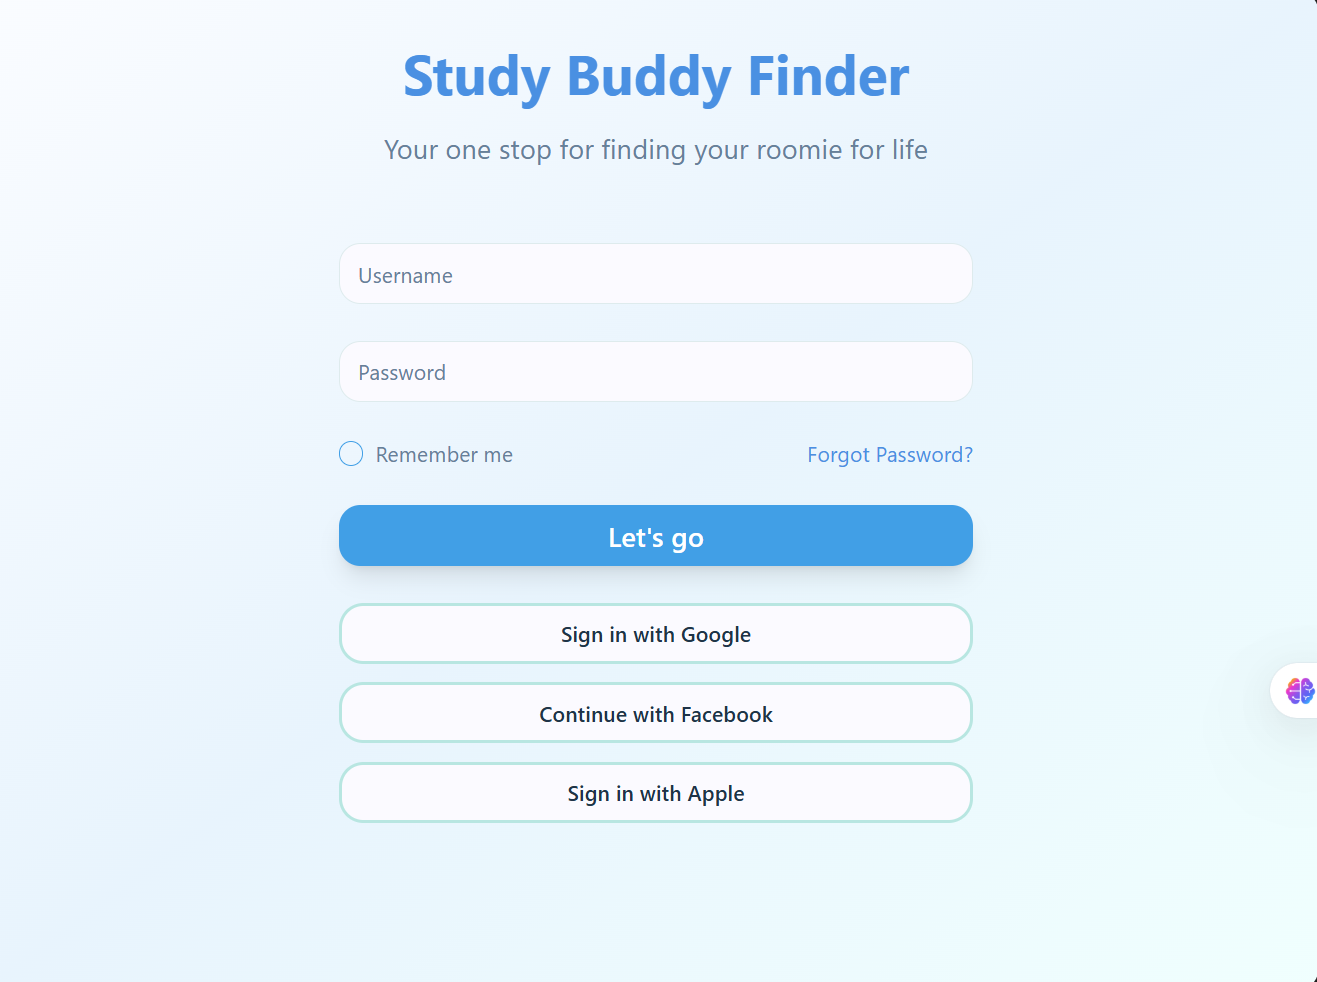 Study Buddy Finder
Your one stop for finding your roomie for life
Username
Password
Remember me
Forgot Password?
Let's go
Sign in with Google
Continue with Facebook
Sign in with Apple